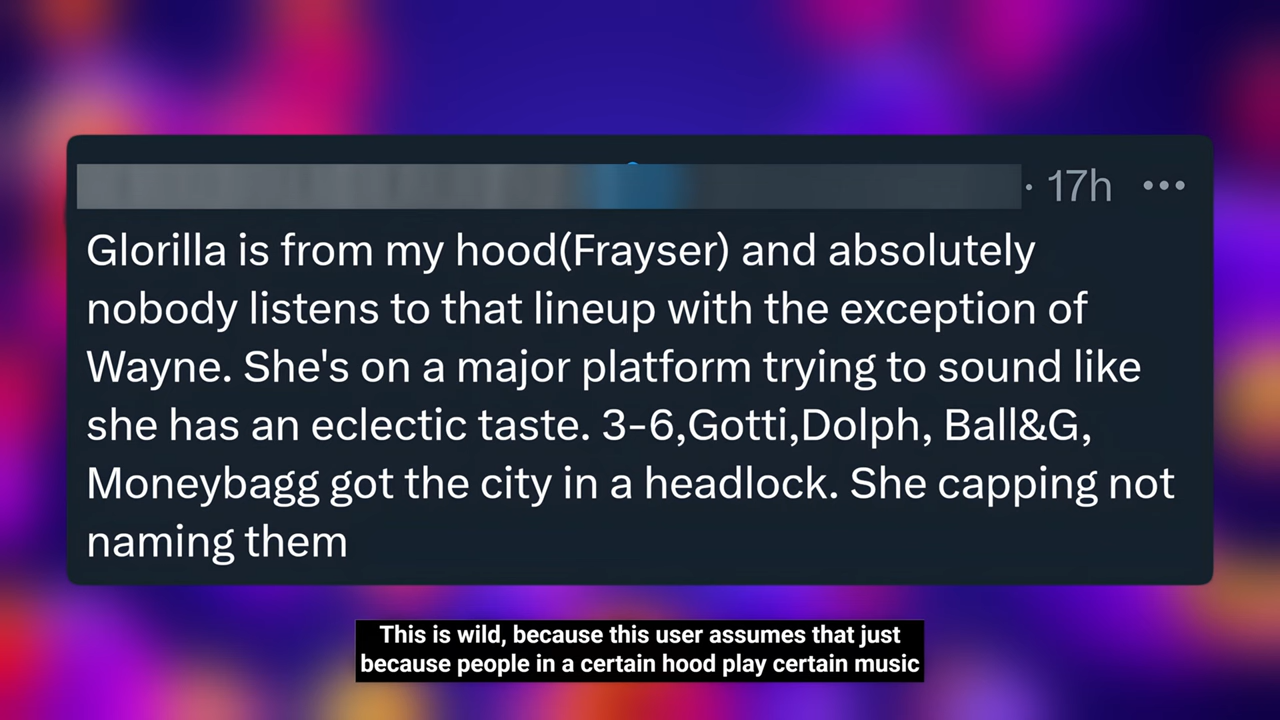 · 17h ...
Glorilla is from my hood(Frayser) and absolutely
nobody listens to that lineup with the exception of
Wayne. She's on a major platform trying to sound like
she has an eclectic taste. 3-6,Gotti,Dolph, Ball&G,
Moneybagg got the city in a headlock. She capping not
naming them
This is wild, because this user assumes that just
because people in a certain hood play certain music